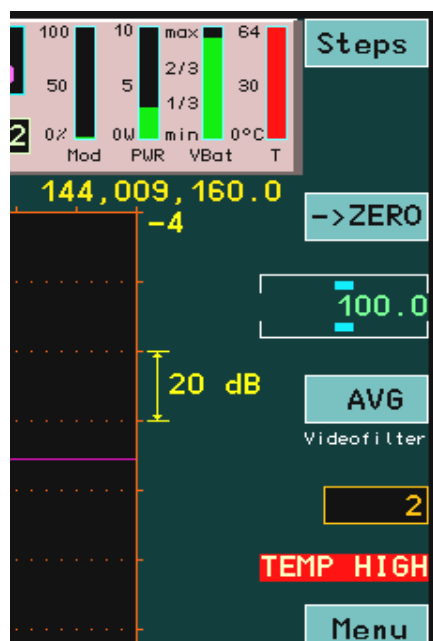 100 10 max 64
Steps
2/3
50 5 30
1/3
2 0% 0W min 0°C
Mod PWR VBat T
144,009,160.0
->ZERO
-4
100.0
20 dB
AVG
Videofilter
2
TEMP HIGH
Menu